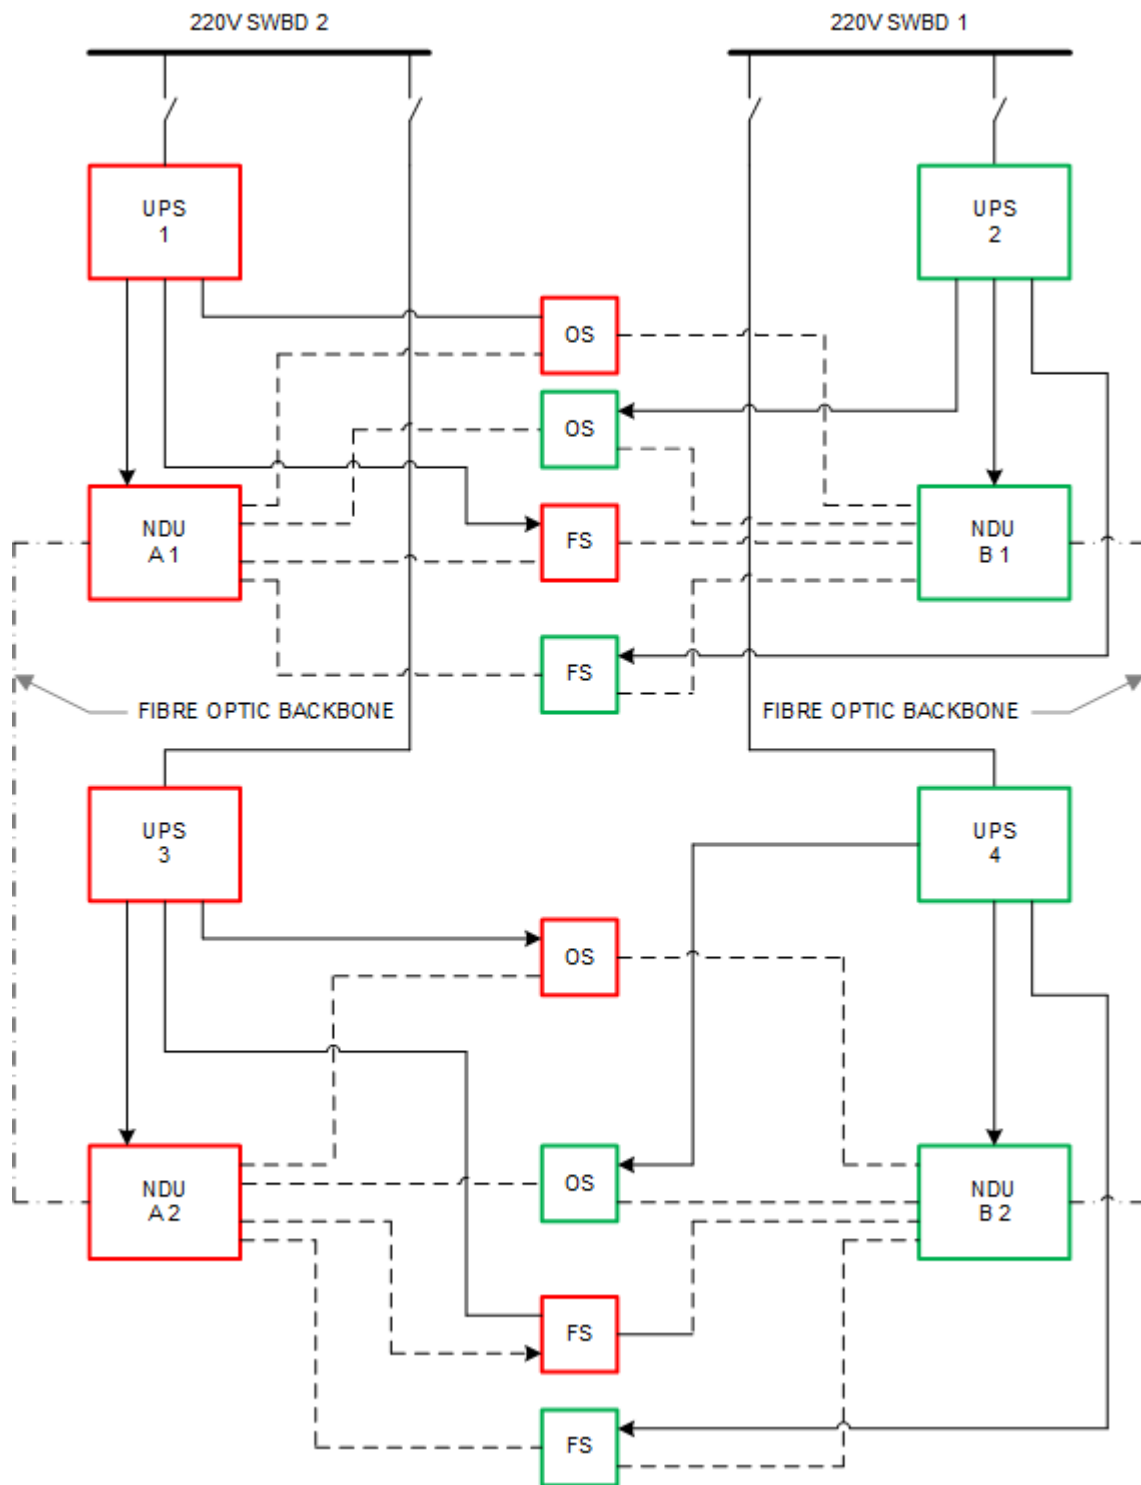 220V SWBD 2
220V SWBD 1
UPS
1
UPS
2
OS
OS
NDU
A 1
FS
NDU
B 1
FS
FIBRE OPTIC BACKBONE
FIBRE OPTIC BACKBONE
UPS
3
UPS
4
OS
NDU
A 2
OS
NDU
B 2
FS
FS